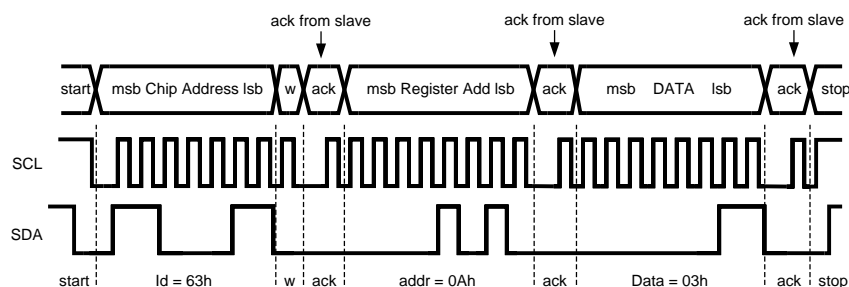 ack from slave ack from slave ack from slave
start msb Chip Address lsb w ack msb Register Add lsb ack msb DATA lsb ack stop
SCL
SDA
start Id = 63h w ack addr = 0Ah ack Data = 03h ack stop